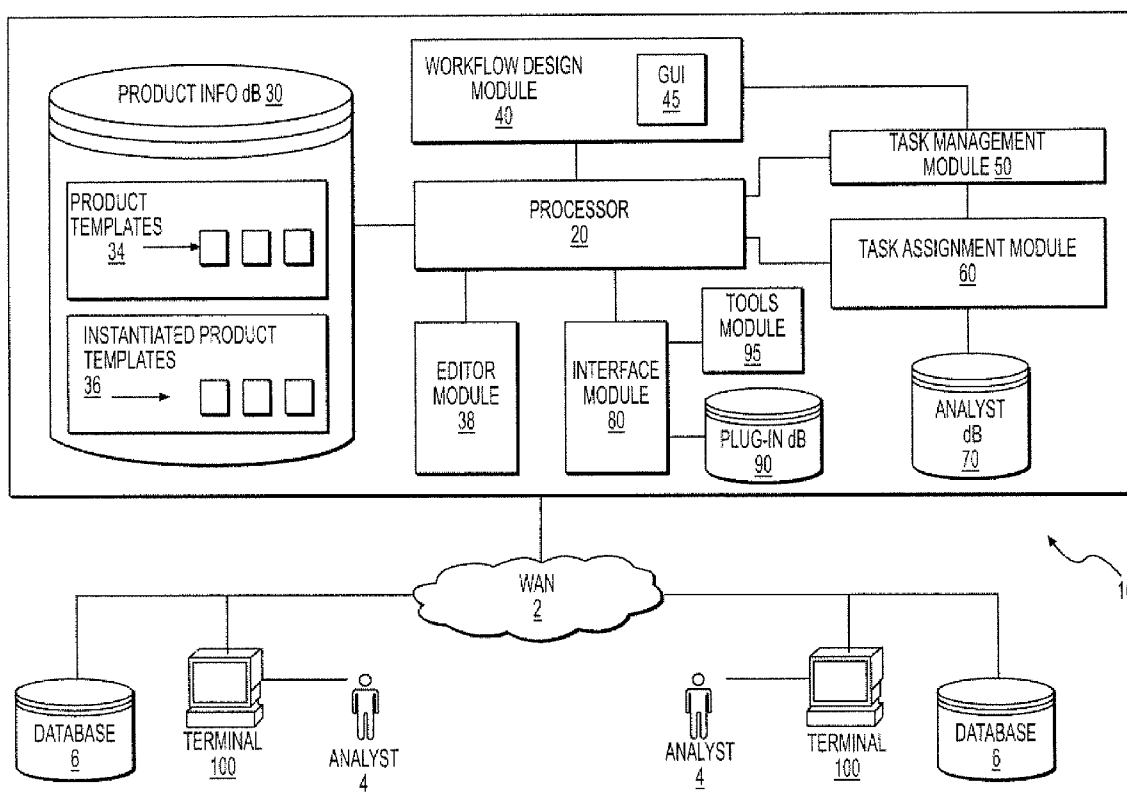 PRODUCT INFO dB 30
PRODUCT
TEMPLATES
34
INSTANTIATED PRODUCT
TEMPLATES
36
WORKFLOW DESIGN
MODULE
40
GUI
45
PROCESSOR
20
TASK MANAGEMENT
MODULE 50
TASK ASSIGNMENT MODULE
60
EDITOR
MODULE
38
INTERFACE
MODULE
80
TOOLS
MODULE
95
PLUG-IN dB
90
ANALYST
dB
70
WAN
2
DATABASE
6
TERMINAL
100
ANALYST
4
ANALYST
4
TERMINAL
100
DATABASE
6